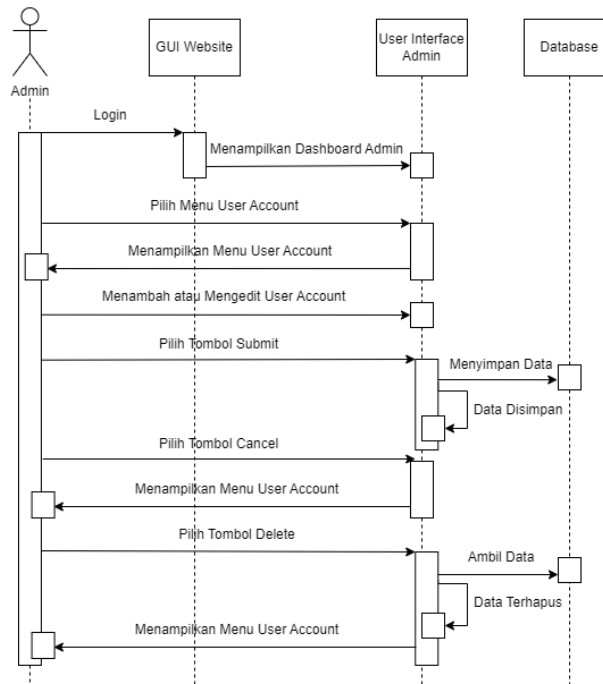 GUI Website
User Interface
Admin
Database
Admin
Login
Menampilkan Dashboard Admin
Pilih Menu User Account
Menampilkan Menu User Account
Menambah atau Mengedit User Account
Pilih Tombol Submit
Menyimpan Data
Data Disimpan
Pilih Tombol Cancel
Menampilkan Menu User Account
Pilih Tombol Delete
Ambil Data
Data Terhapus
Menampilkan Menu User Account